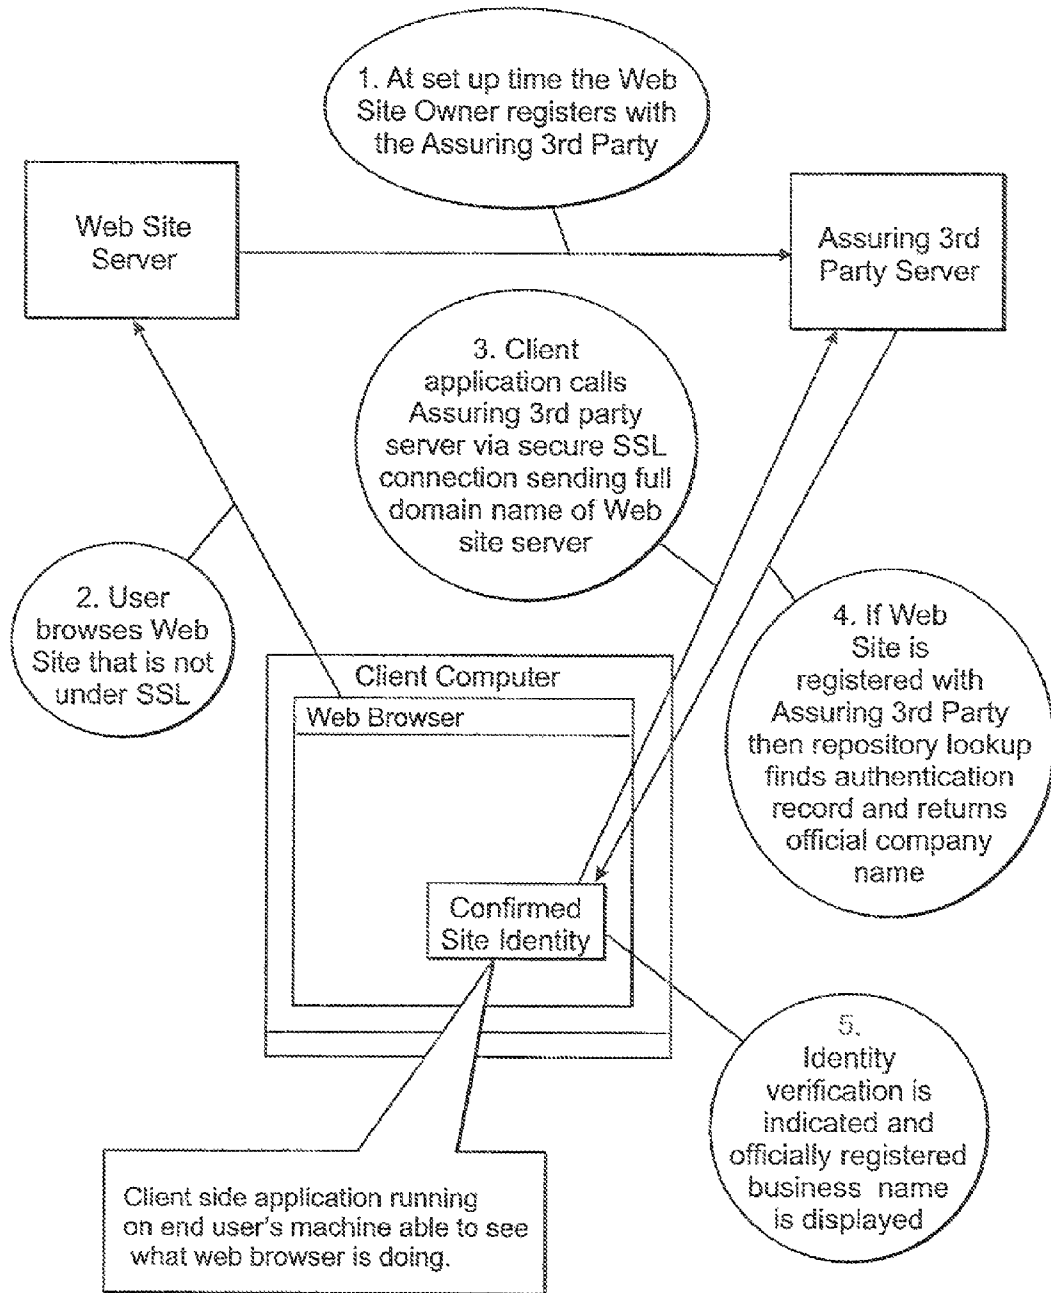 1. At set up time the Web
Site Owner registers with
the Assuring 3rd Party
Web Site
Server
Assuring 3rd
Party Server
3. Client
application calls
Assuring 3rd party
server via secure SSL
connection sending full
domain name of Web
site server
2. User
browses Web
Site that is not
under SSL
4. If Web
Site is
registered with
Assuring 3rd Party
then repository lookup
finds authentication
record and returns
official company
name
Client Computer
Web Browser
Confirmed
Site Identity
5.
Identity
verification is
indicated and
officially registered
business name
is displayed
Client side application running
on end user's machine able to see
what web browser is doing.